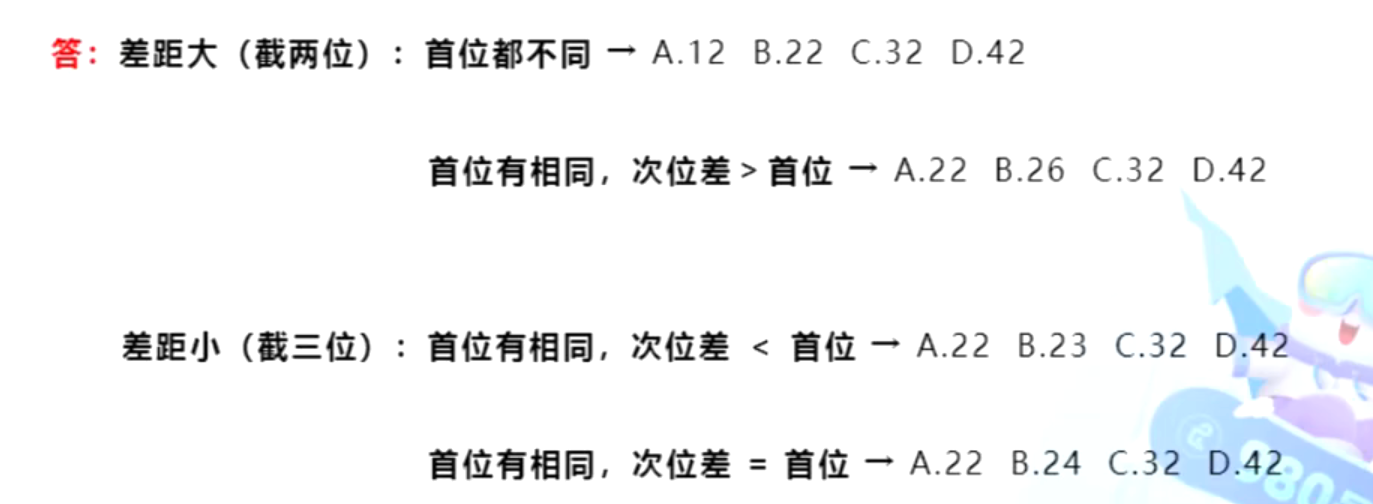 答：差距大（截两位）：首位都不同 → A.12 B.22 C.32 D.42
首位有相同，次位差 > 首位 → A.22 B.26 C.32 D.42
差距小（截三位）：首位有相同，次位差 < 首位 → A.22 B.23 C.32 D.42
首位有相同，次位差 = 首位 → A.22 B.24 C.32 D.42